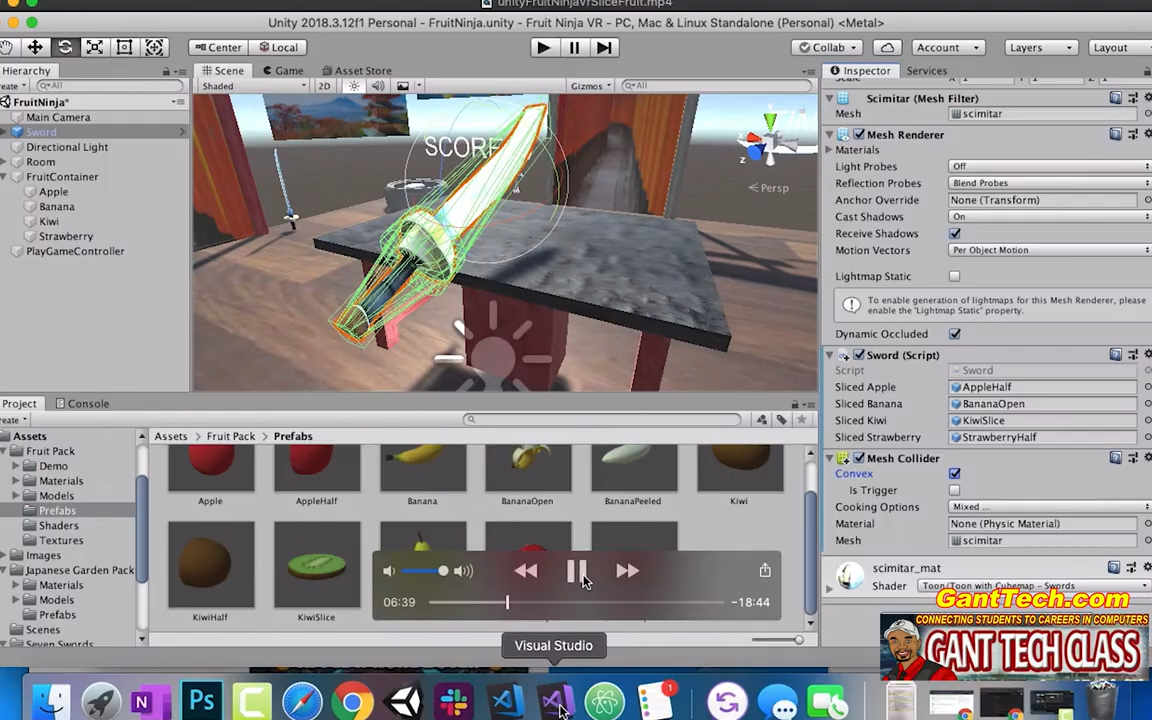 unityFruitNinjaVrSliceFruit.mp4
Unity 2018.3.12f1 Personal - FruitNinja.unity - Fruit Ninja VR - PC, Mac & Linux Standalone (Personal) <Metal>
Center Local Collab Account Layers Layout
Hierarchy
All
FruitNinja*
Main Camera
Sword
Directional Light
Room
FruitContainer
Apple
Banana
Kiwi
Strawberry
PlayGameController
Scene Game Asset Store
Shaded 2D Gizmos All
SCORE
y
z
Persp
Inspector Services
Scimitar (Mesh Filter)
Mesh scimitar
Mesh Renderer
Materials
Light Probes Off
Reflection Probes Blend Probes
Anchor Override None (Transform)
Cast Shadows On
Receive Shadows
Motion Vectors Per Object Motion
Lightmap Static
To enable generation of lightmaps for this Mesh Renderer, please
enable the 'Lightmap Static' property.
Dynamic Occluded
Sword (Script)
Script Sword
Sliced Apple AppleHalf
Sliced Banana BananaOpen
Sliced Kiwi KiwiSlice
Sliced Strawberry StrawberryHalf
Mesh Collider
Convex
Is Trigger
Cooking Options Mixed ...
Material None (Physic Material)
Mesh scimitar
scimitar_mat
Shader Toon/Toon with Cubemap - Swords
Project Console
Assets
Fruit Pack
Demo
Materials
Models
Prefabs
Shaders
Textures
Images
Japanese Garden Pack
Materials
Models
Prefabs
Scenes
Seven Swords
Assets Fruit Pack Prefabs
Apple AppleHalf Banana BananaOpen BananaPeeled Kiwi
KiwiHalf KiwiSlice
06:39 -18:44
Visual Studio
GantTech.com
CONNECTING STUDENTS TO CAREERS IN COMPUTERS
GANT TECH CLASS
N Ps 1